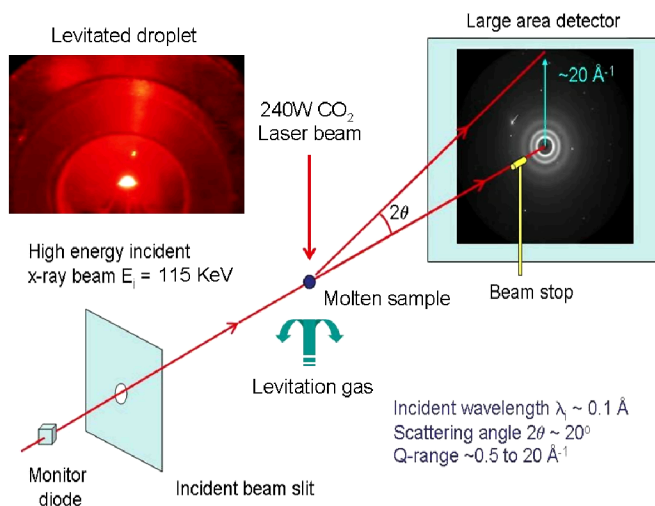 Levitated droplet
Large area detector
~20 Å⁻¹
240W CO₂
Laser beam
2θ
High energy incident
x-ray beam Eᵢ = 115 KeV
Molten sample
Beam stop
Levitation gas
Incident wavelength λᵢ ~ 0.1 Å
Scattering angle 2θ ~ 20º
Q-range ~0.5 to 20 Å⁻¹
Monitor
diode
Incident beam slit